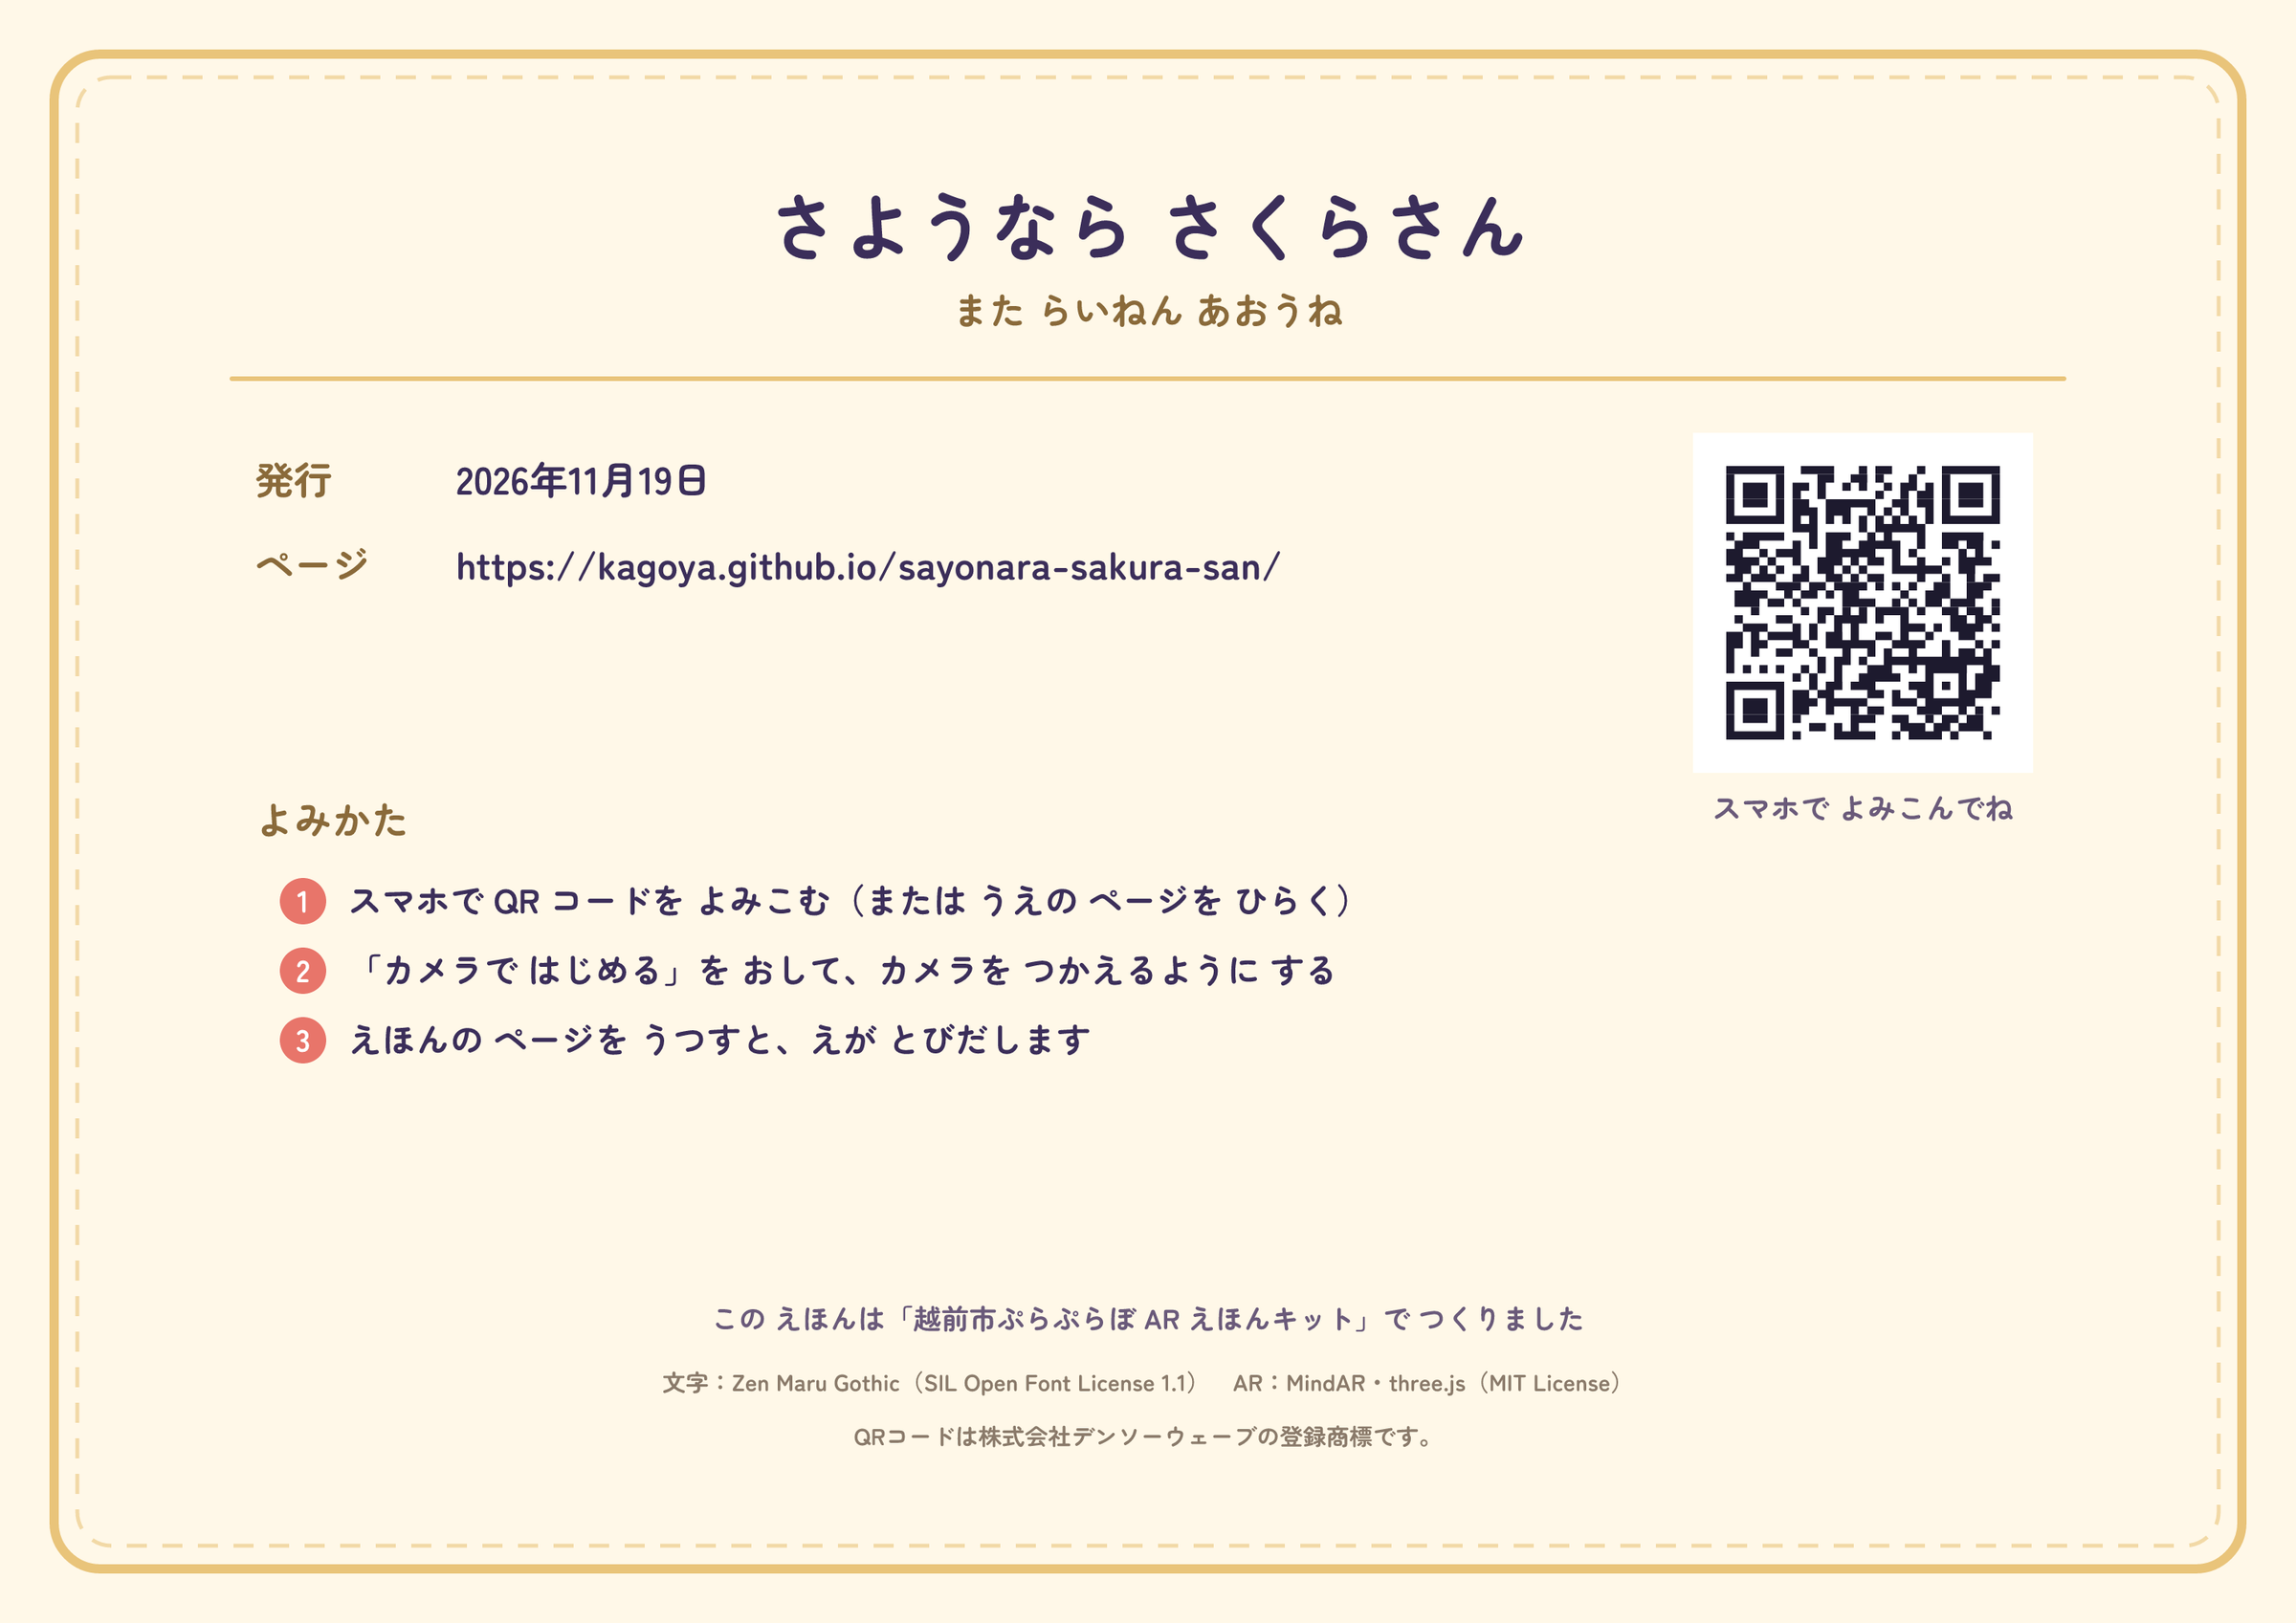 さようなら さくらさん
また らいねん あおうね
発行 2026年11月19日
ページ https://kagoya.github.io/sayonara-sakura-san/
スマホで よみこんでね
よみかた
1 スマホで QR コードを よみこむ（または うえの ページを ひらく）
2 「カメラで はじめる」を おして、カメラを つかえるように する
3 えほんの ページを うつすと、えが とびだします
この えほんは「越前市ぷらぷらぼ AR えほんキット」で つくりました
文字：Zen Maru Gothic（SIL Open Font License 1.1） AR：MindAR・three.js（MIT License）
QRコードは株式会社デンソーウェーブの登録商標です。